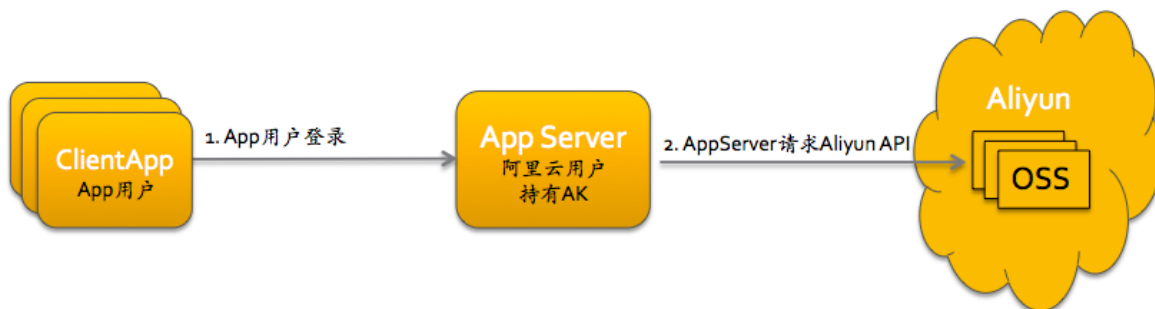 ClientApp
App用户
1. App用户登录
App Server
阿里云用户
持有AK
2. AppServer请求Aliyun API
Aliyun
OSS